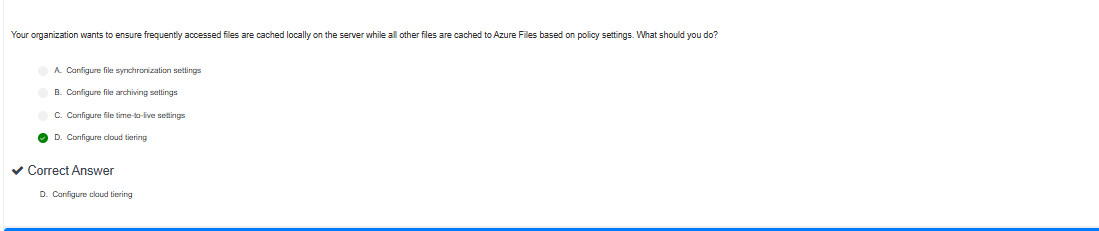 Your organization wants to ensure frequently accessed files are cached locally on the server while all other files are cached to Azure Files based on policy settings. What should you do?
A. Configure file synchronization settings
B. Configure file archiving settings
C. Configure file time-to-live settings
D. Configure cloud tiering
Correct Answer
D. Configure cloud tiering